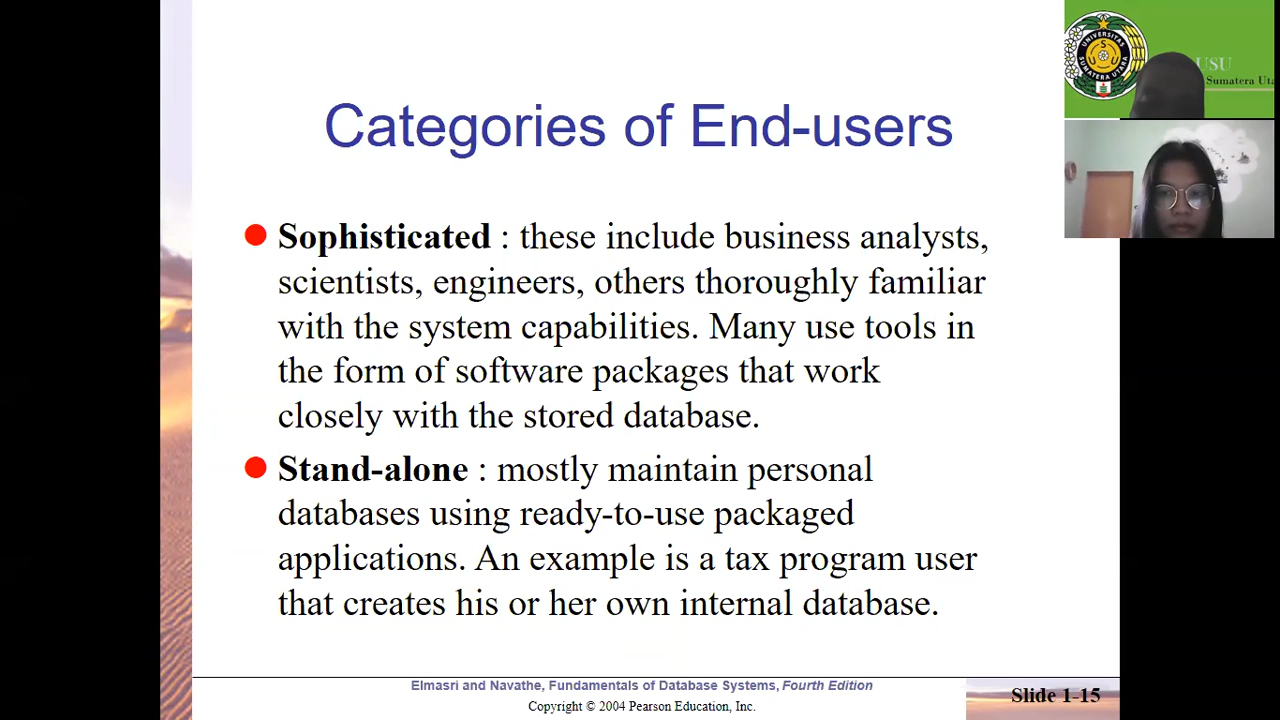 Categories of End-users
Sophisticated : these include business analysts,
scientists, engineers, others thoroughly familiar
with the system capabilities. Many use tools in
the form of software packages that work
closely with the stored database.
Stand-alone : mostly maintain personal
databases using ready-to-use packaged
applications. An example is a tax program user
that creates his or her own internal database.
Elmasri and Navathe, Fundamentals of Database Systems, Fourth Edition
Copyright © 2004 Pearson Education, Inc.
Slide 1-15
UNIVERSITAS
SUMATERA UTARA
USU
Sumatera Uta